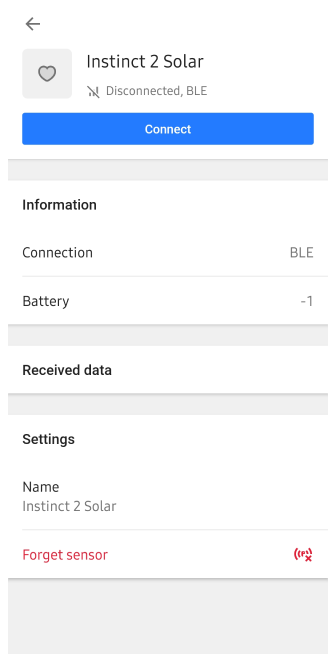 Instinct 2 Solar
Disconnected, BLE
Connect
Information
Connection BLE
Battery -1
Received data
Settings
Name
Instinct 2 Solar
Forget sensor